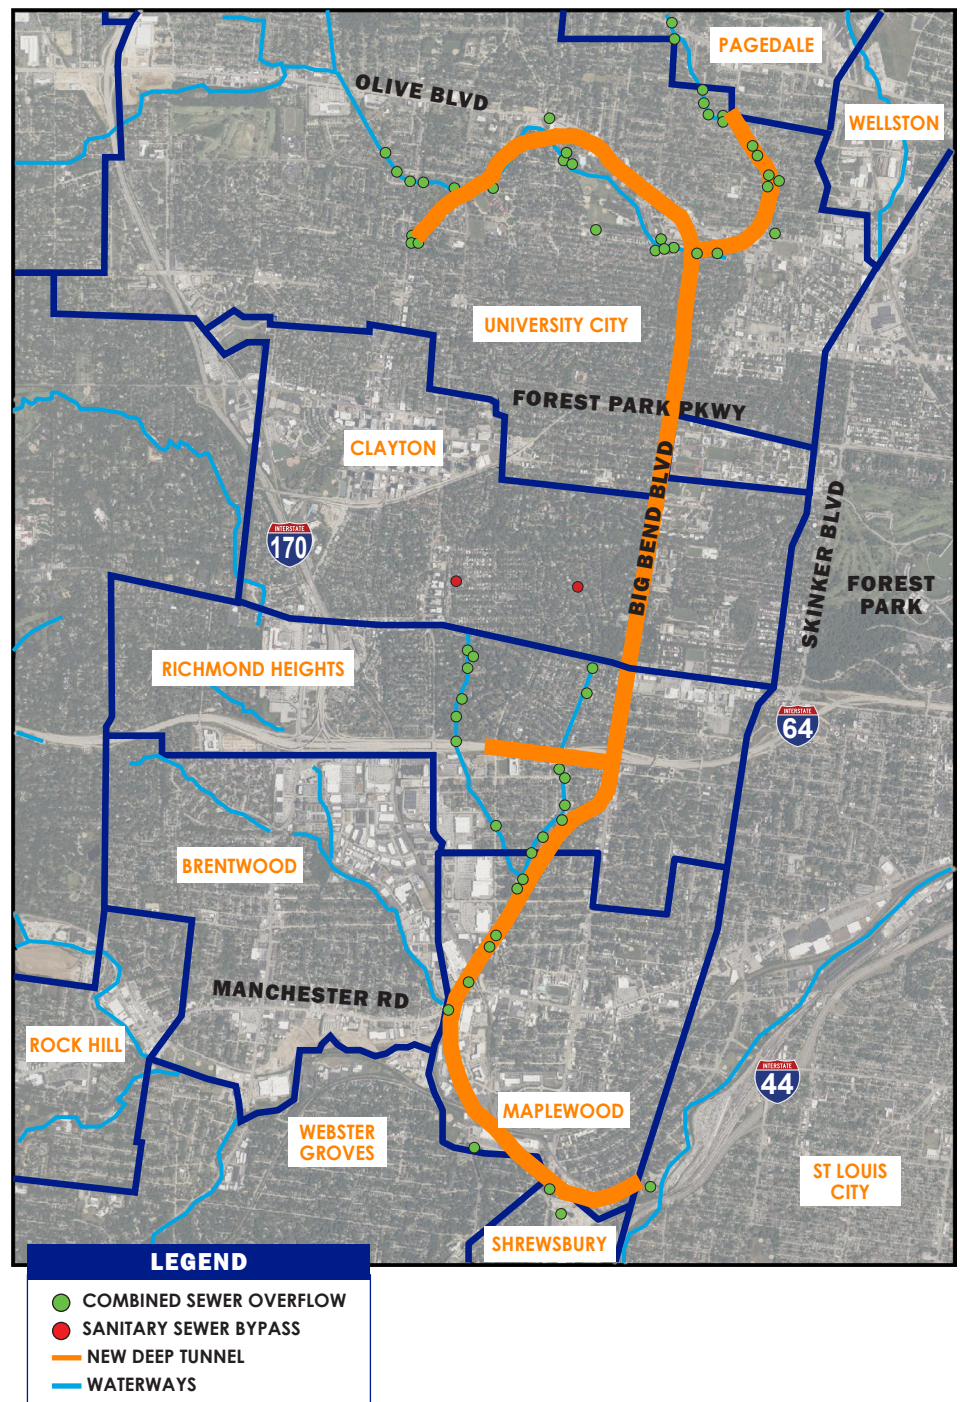 PAGEDALE
OLIVE BLVD
WELLSTON
UNIVERSITY CITY
FOREST PARK PKWY
CLAYTON
BIG BEND BLVD
SKINKER BLVD
INTERSTATE
170
FOREST
PARK
RICHMOND HEIGHTS
INTERSTATE
64
BRENTWOOD
MANCHESTER RD
ROCK HILL
INTERSTATE
44
MAPLEWOOD
WEBSTER
GROVES
ST LOUIS
CITY
SHREWSBURY
LEGEND
COMBINED SEWER OVERFLOW
SANITARY SEWER BYPASS
NEW DEEP TUNNEL
WATERWAYS